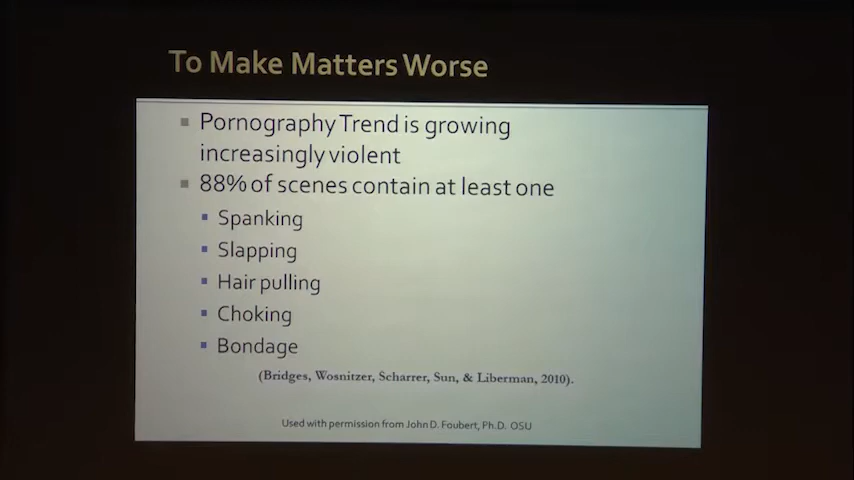 To Make Matters Worse
Pornography Trend is growing
increasingly violent
88% of scenes contain at least one
Spanking
Slapping
Hair pulling
Choking
Bondage
(Bridges, Wosnitzer, Scharrer, Sun, & Liberman, 2010).
Used with permission from John D. Foubert, Ph.D. OSU